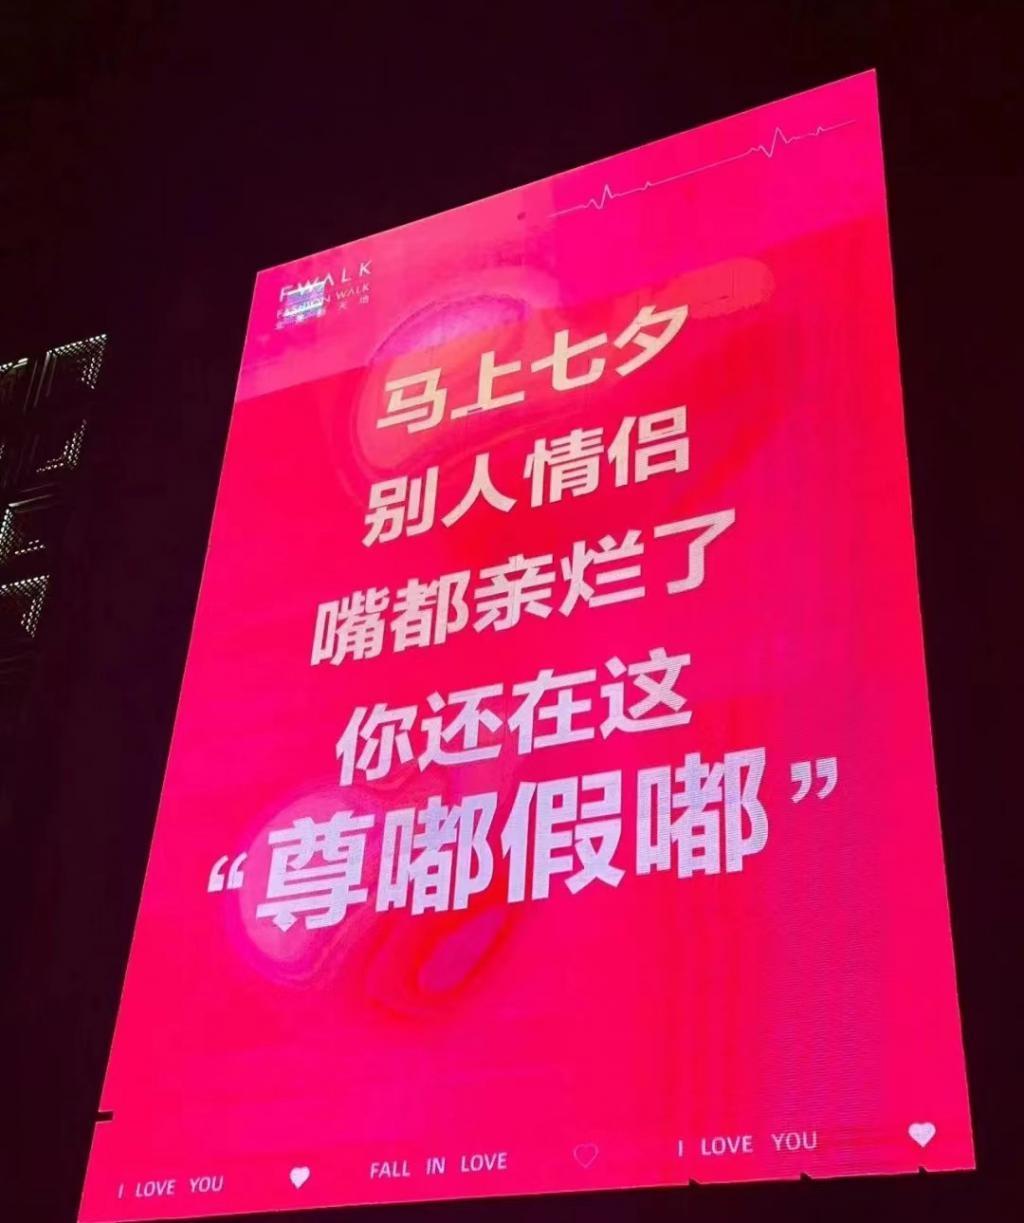 FWALK
FASHION WALK
马上七夕
别人情侣
嘴都亲烂了
你还在这
“尊嘟假嘟”
I LOVE YOU
FALL IN LOVE
I LOVE YOU